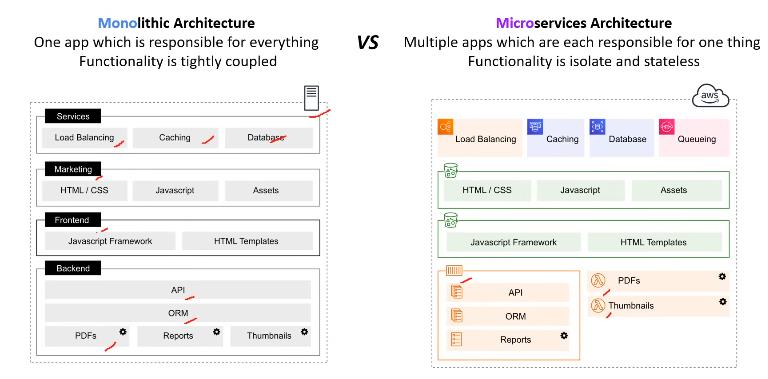 Monolithic Architecture
One app which is responsible for everything
Functionality is tightly coupled
VS
Microservices Architecture
Multiple apps which are each responsible for one thing
Functionality is isolate and stateless
Services
Load Balancing Caching Database
Marketing
HTML / CSS Javascript Assets
Frontend
Javascript Framework HTML Templates
Backend
API
ORM
PDFs Reports Thumbnails
aws
Load Balancing Caching Database Queueing
HTML / CSS Javascript Assets
Javascript Framework HTML Templates
API
ORM
Reports
PDFs
Thumbnails